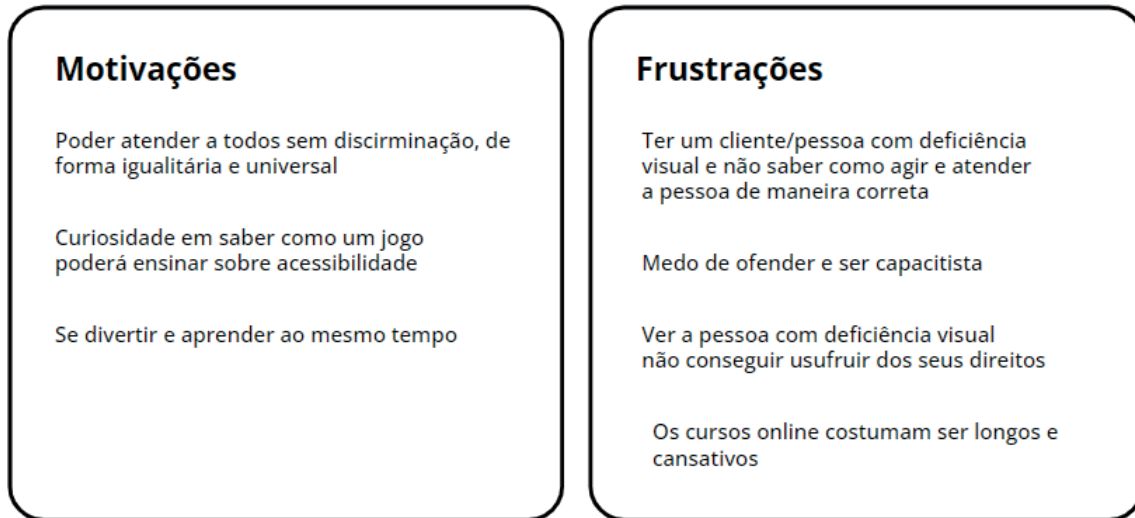 Motivações
Poder atender a todos sem discirminação, de
forma igualitária e universal
Curiosidade em saber como um jogo
poderá ensinar sobre acessibilidade
Se divertir e aprender ao mesmo tempo
Frustrações
Ter um cliente/pessoa com deficiência
visual e não saber como agir e atender
a pessoa de maneira correta
Medo de ofender e ser capacitista
Ver a pessoa com deficiência visual
não conseguir usufruir dos seus direitos
Os cursos online costumam ser longos e
cansativos